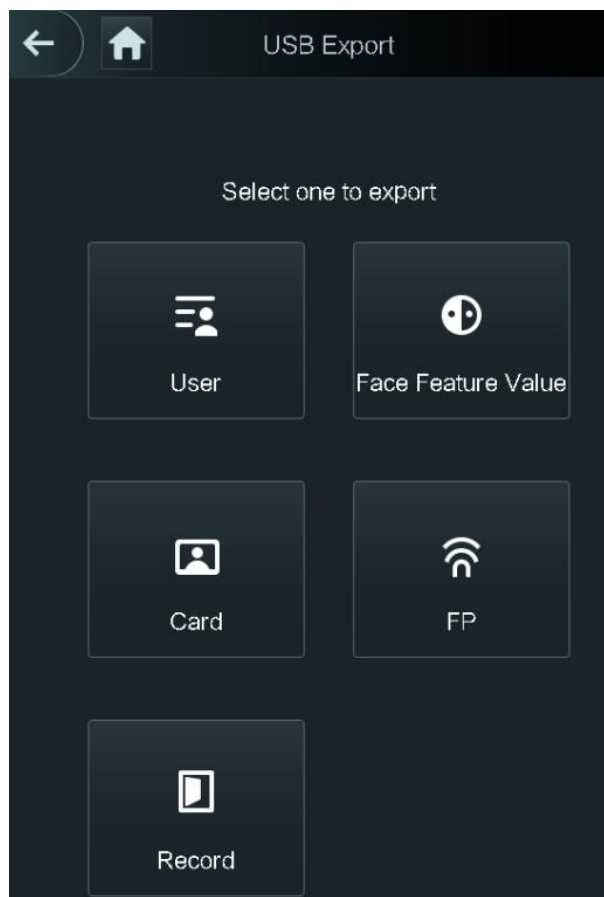 USB Export
Select one to export
User
Face Feature Value
Card
FP
Record